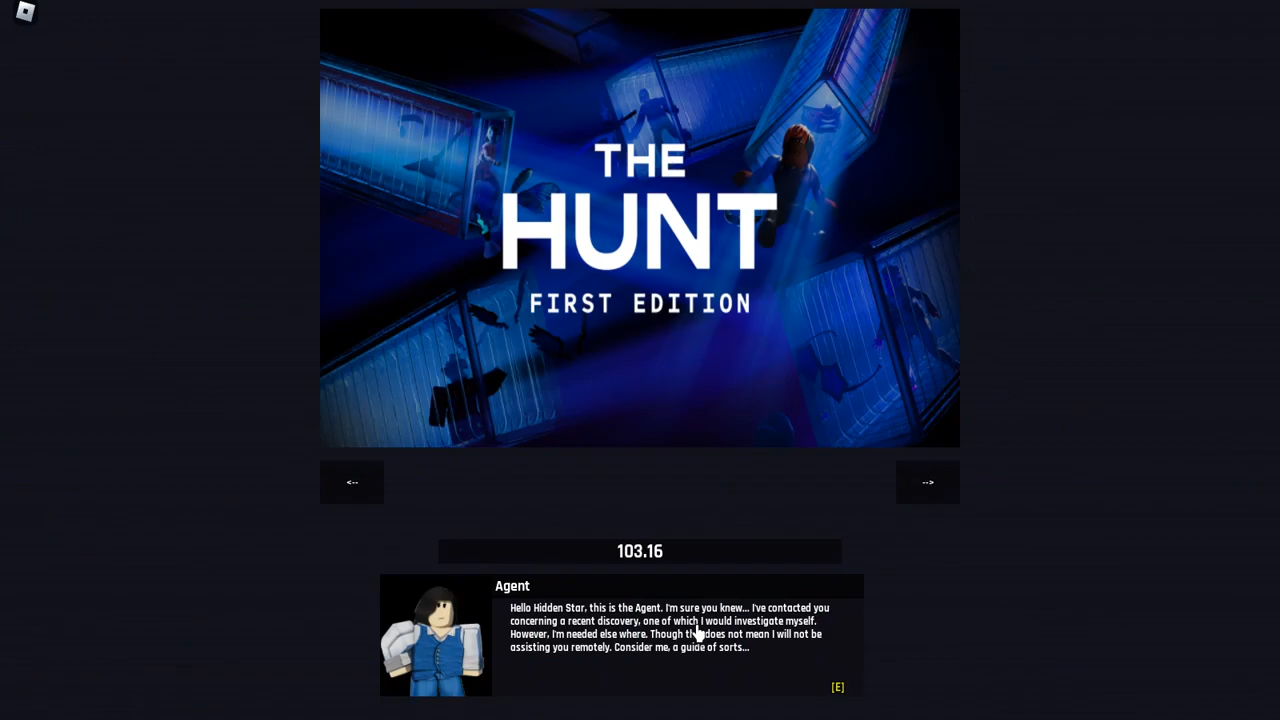 THE
HUNT
FIRST EDITION
<--
-->
103.16
Agent
Hello Hidden Star, this is the Agent. I'm sure you knew... I've contacted you
concerning a recent discovery, one of which I would investigate myself.
However, I'm needed else where. Though does not mean I will not be
assisting you remotely. Consider me, a guide of sorts...
[E]